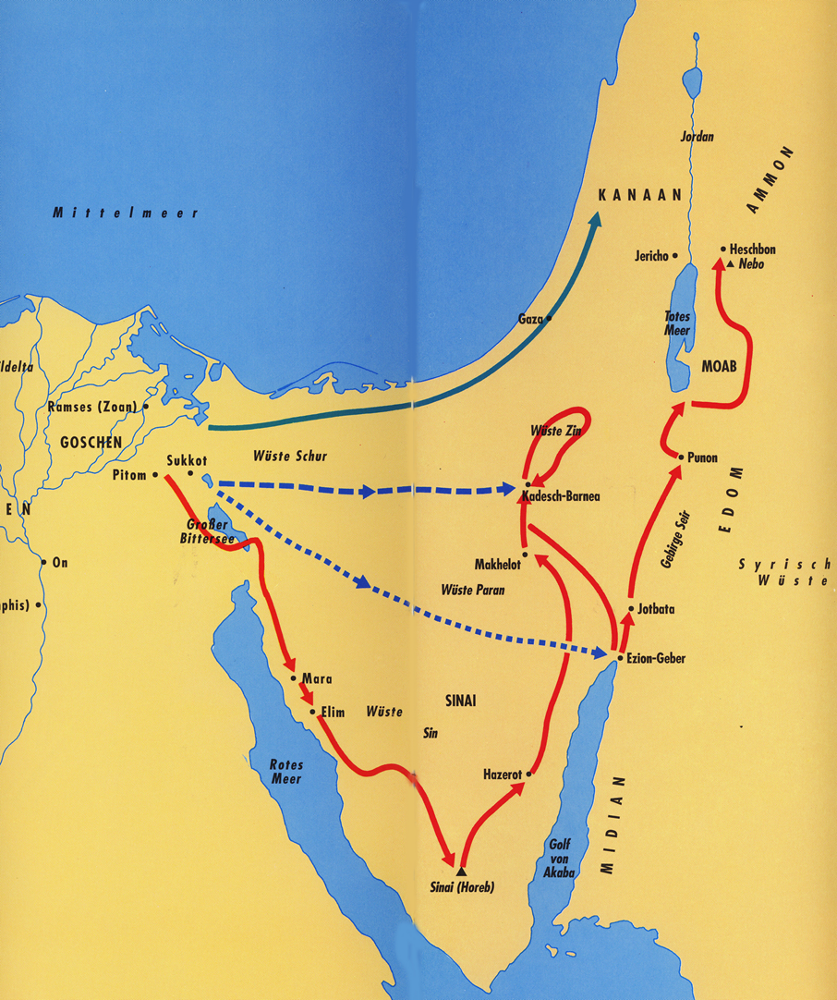 Jordan
AMMON
KANAAN
Mittelmeer
Jericho
Heschbon
Nebo
Gaza
Totes
Meer
MOAB
ldelta
Ramses (Zoan)
GOSCHEN
Wüste Zin
Wüste Schur
Sukkot
Pitom
Punon
EDOM
Kadesch-Barnea
EN
Großer
Bittersee
Gebirge Seir
On
Makhelot
Syrisch
Wüste
Wüste Paran
phis)
Jotbata
Ezion-Geber
Mara
SINAI
Elim
Wüste
Sin
Rotes
Meer
Hazerot
MIDIAN
Golf
von
Akaba
Sinai (Horeb)